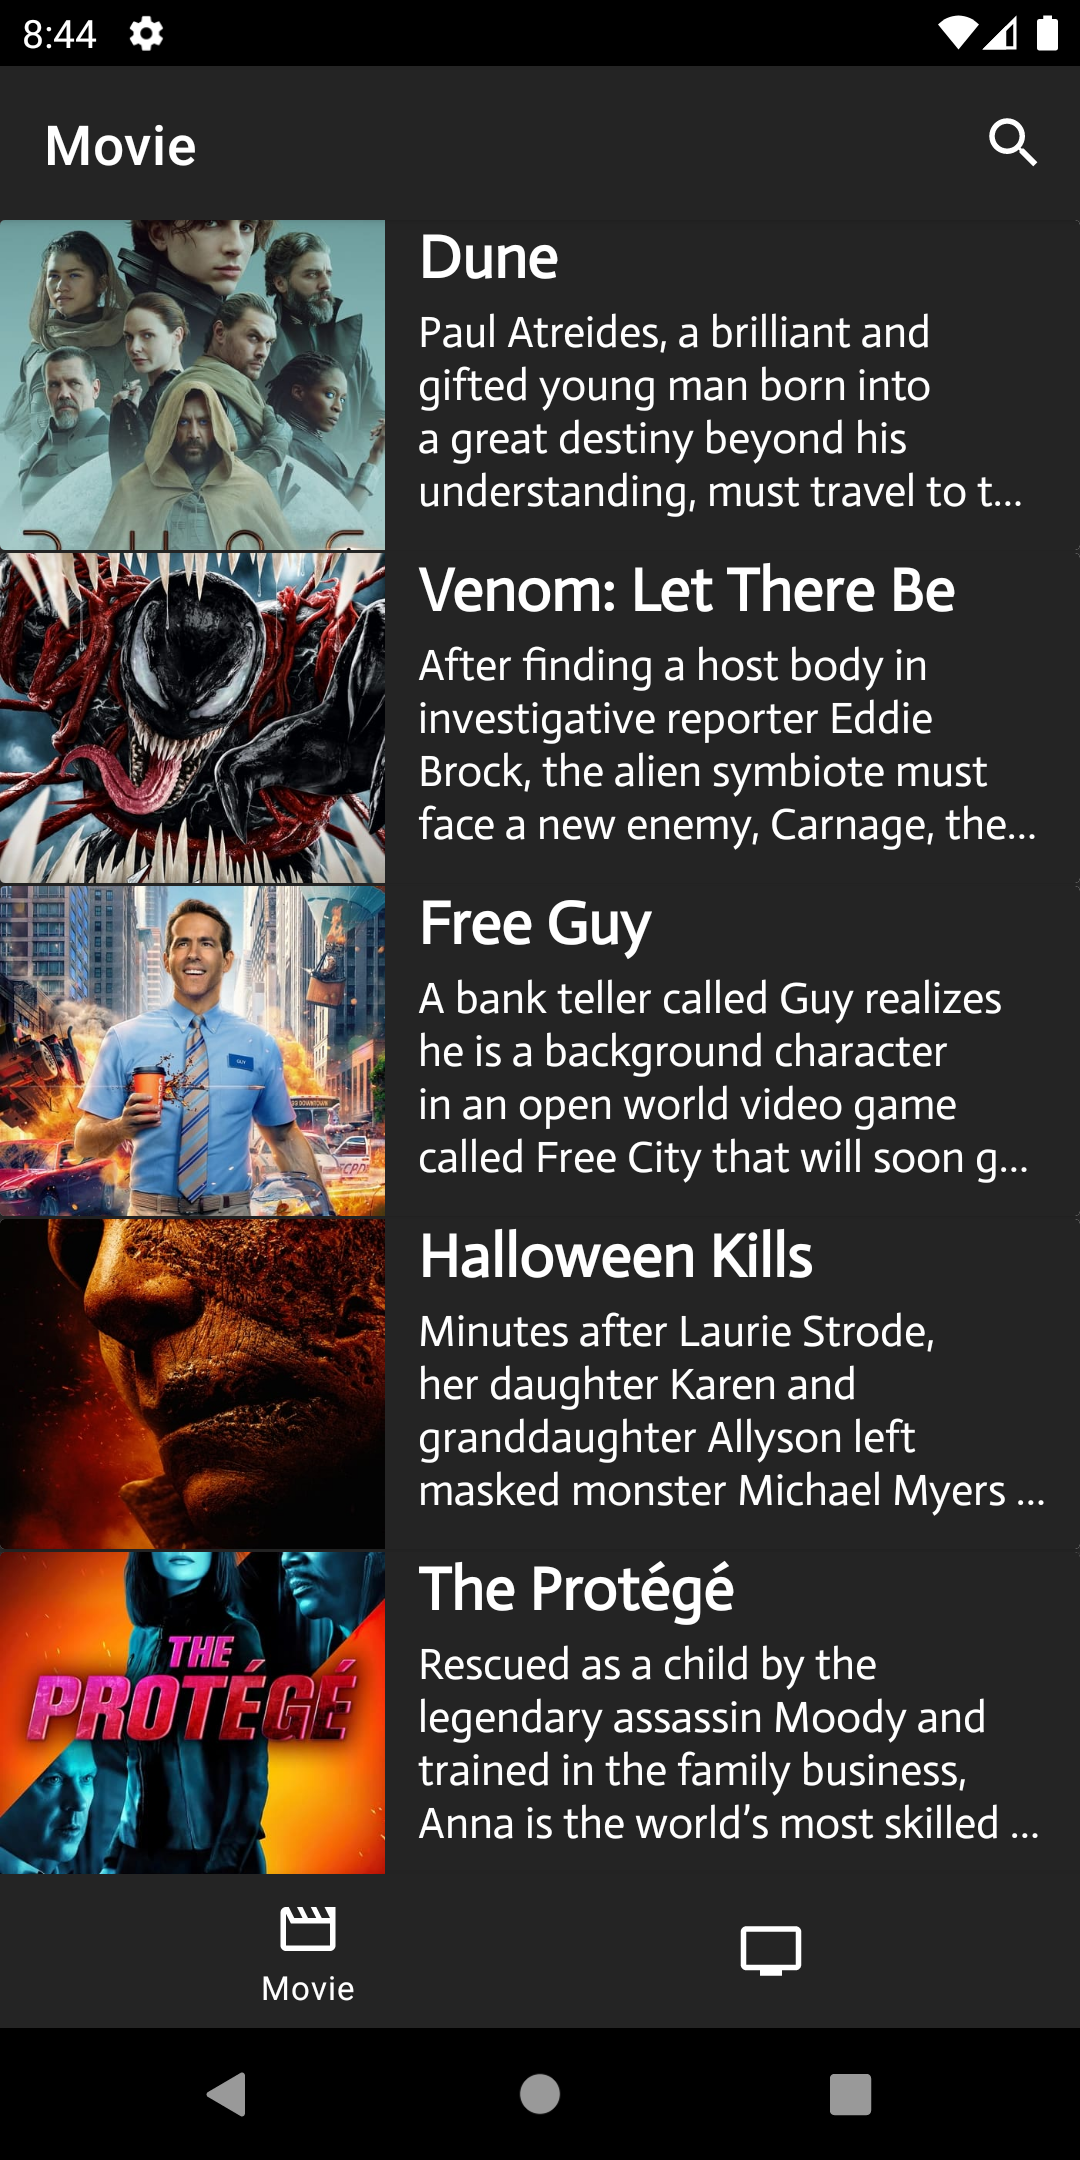 8:44
Movie
Dune
Paul Atreides, a brilliant and
gifted young man born into
a great destiny beyond his
understanding, must travel to t...
Venom: Let There Be
After finding a host body in
investigative reporter Eddie
Brock, the alien symbiote must
face a new enemy, Carnage, the...
GUY
Free Guy
A bank teller called Guy realizes
he is a background character
in an open world video game
called Free City that will soon g...
Halloween Kills
Minutes after Laurie Strode,
her daughter Karen and
granddaughter Allyson left
masked monster Michael Myers ...
THE
PROTÉGÉ
The Protégé
Rescued as a child by the
legendary assassin Moody and
trained in the family business,
Anna is the world’s most skilled ...
Movie